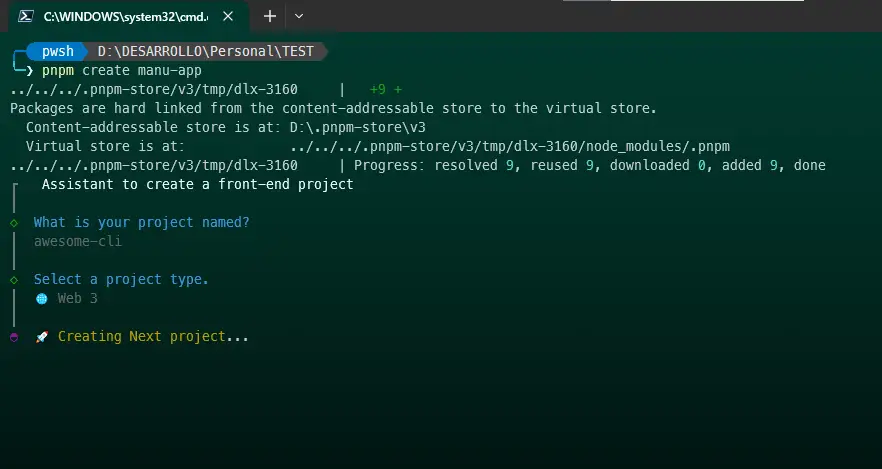 C:\WINDOWS\system32\cmd.
pwsh D:\DESARROLLO\Personal\TEST
❯ pnpm create manu-app
../../../.pnpm-store/v3/tmp/dlx-3160 | +9 +
Packages are hard linked from the content-addressable store to the virtual store.
Content-addressable store is at: D:\.pnpm-store\v3
Virtual store is at: ../../../.pnpm-store/v3/tmp/dlx-3160/node_modules/.pnpm
../../../.pnpm-store/v3/tmp/dlx-3160 | Progress: resolved 9, reused 9, downloaded 0, added 9, done
Assistant to create a front-end project
What is your project named?
awesome-cli
Select a project type.
🌐 Web 3
🚀 Creating Next project...